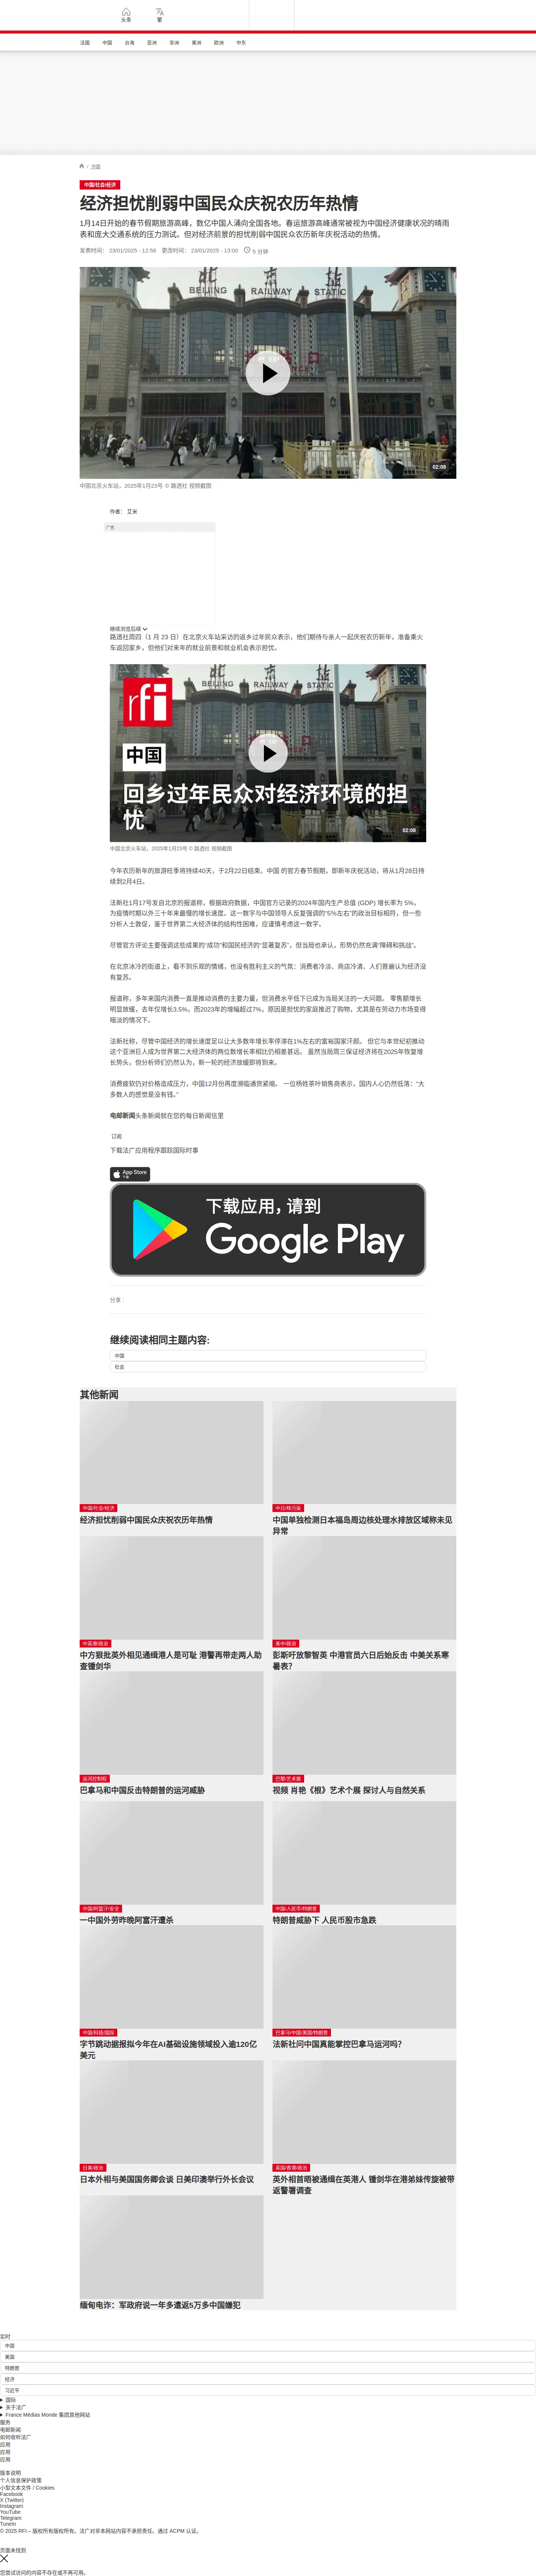 头条
繁
法国
中国
台海
亚洲
非洲
美洲
欧洲
中东
/ 中国
中国/社会/经济
经济担忧削弱中国民众庆祝农历年热情
1月14日开始的春节假期旅游高峰，数亿中国人涌向全国各地。春运旅游高峰通常被视为中国经济健康状况的晴雨
表和庞大交通系统的压力测试。但对经济前景的担忧削弱中国民众农历新年庆祝活动的热情。
发表时间： 23/01/2025 - 12:58 更改时间： 23/01/2025 - 13:00 5 分钟
BEIJING RAILWAY STATION
02:08
中国北京火车站，2025年1月23号 © 路透社 视频截图
作者： 艾米
广告
继续浏览后续
路透社周四（1 月 23 日）在北京火车站采访的返乡过年民众表示，他们期待与亲人一起庆祝农历新年，准备乘火
车返回家乡，但他们对来年的就业前景和就业机会表示担忧。
BEIJING RAILWAY STATION
rfi
中国
回乡过年民众对经济环境的担
忧
02:08
中国北京火车站，2025年1月23号 © 路透社 视频截图
今年农历新年的旅游旺季将持续40天，于2月22日结束。中国 的官方春节假期，即新年庆祝活动，将从1月28日持
续到2月4日。
法新社1月17号发自北京的报道称，根据政府数据，中国官方记录的2024年国内生产总值 (GDP) 增长率为 5%，
为疫情时期以外三十年来最慢的增长速度。这一数字与中国领导人反复强调的“5％左右”的政治目标相符，但一些
分析人士敦促，鉴于世界第二大经济体的结构性困难，应谨慎考虑这一数字。
尽管官方评论主要强调这些成果的“成功”和国民经济的“显著复苏”，但当局也承认，形势仍然充满“障碍和挑战”。
在北京冰冷的街道上，看不到乐观的情绪，也没有胜利主义的气氛：消费者冷淡、商店冷清、人们普遍认为经济没
有复苏。
报道称，多年来国内消费一直是推动消费的主要力量，但消费水平低下已成为当局关注的一大问题。 零售额增长
明显放缓，去年仅增长3.5%，而2023年的增幅超过7%，原因是担忧的家庭推迟了购物，尤其是在劳动力市场变得
暗淡的情况下。
法新社称，尽管中国经济的增长速度足以让大多数年增长率停滞在1%左右的富裕国家汗颜。 但它与本世纪初推动
这个亚洲巨人成为世界第二大经济体的两位数增长率相比仍相差甚远。 虽然当局周三保证经济将在2025年恢复增
长势头，但分析师们仍然认为，新一轮的经济放缓即将到来。
消费疲软仍对价格造成压力，中国12月份再度濒临通货紧缩。 一位杨姓茶叶销售商表示，国内人心仍然低落：“大
多数人的感觉是没有钱。”
电邮新闻头条新闻就在您的每日新闻信里
订阅
下载法广应用程序跟踪国际时事
App Store
下载
下载应用，请到
Google Play
分享 :
继续阅读相同主题内容:
中国
社会
其他新闻
中国/社会/经济
经济担忧削弱中国民众庆祝农历年热情
中日/核污染
中国单独检测日本福岛周边核处理水排放区域称未见
异常
中英港/政治
中方狠批英外相见通缉港人是可耻 港警再带走两人助
查锺剑华
美中/政治
彭斯吁放黎智英 中港官员六日后始反击 中美关系寒
暑表?
运河控制权
巴拿马和中国反击特朗普的运河威胁
巴黎/艺术展
视频 肖艳《根》艺术个展 探讨人与自然关系
中国/阿富汗/安全
一中国外劳昨晚阿富汗遭杀
中国/人民币/特朗普
特朗普威胁下 人民币股市急跌
中国/科技/国际
字节跳动据报拟今年在AI基础设施领域投入逾120亿
美元
巴拿马/中国/美国/特朗普
法新社问中国真能掌控巴拿马运河吗?
日美/政治
日本外相与美国国务卿会谈 日美印澳举行外长会议
英国/香港/政治
英外相首晤被通缉在英港人 锺剑华在港弟妹传旋被带
返警署调查
缅甸电诈：军政府说一年多遣返5万多中国嫌犯
实时
中国
美国
特朗普
经济
习近平
国际
关于法广
France Médias Monde 集团其他网站
服务
电邮新闻
如何收听法广
应用
应用
应用
版本说明
个人信息保护政策
小型文本文件 / Cookies
Facebook
X (Twitter)
Instagram
YouTube
Telegram
TuneIn
© 2025 RFI – 版权所有版权所有。法广对非本网站内容不承担责任。通过 ACPM 认证。
页面未找到
您尝试访问的内容不存在或不再可用。